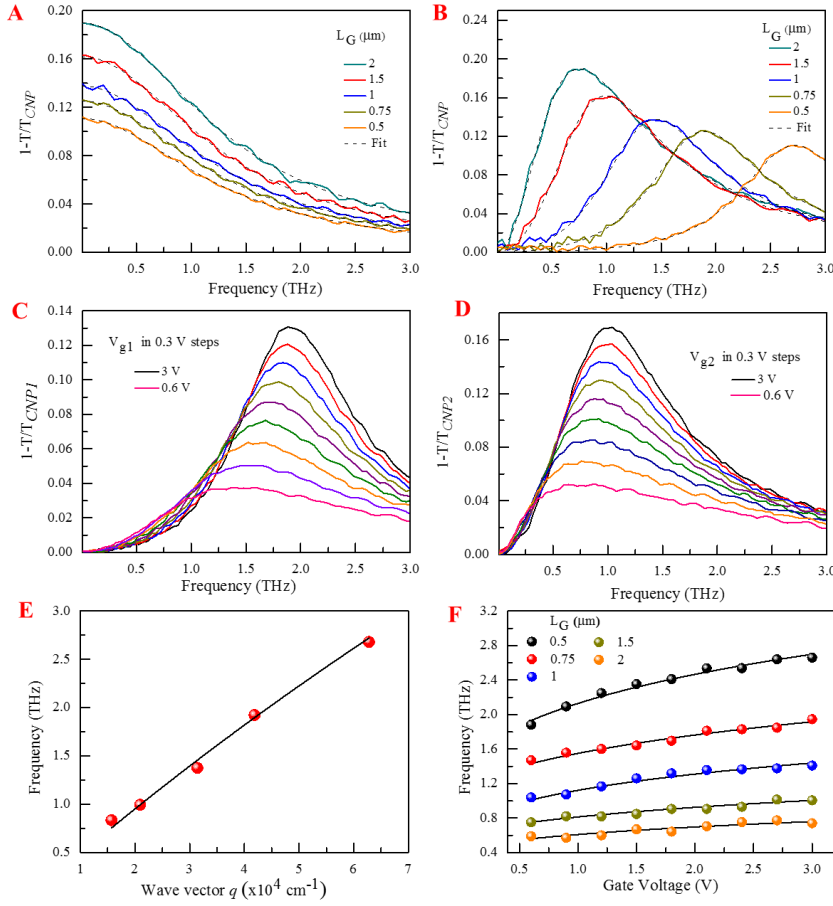 A
L_G (μm)
2
1.5
1
0.75
0.5
Fit
1-T/T_CNP
0.20
0.16
0.12
0.08
0.04
0.00
0.5 1.0 1.5 2.0 2.5 3.0
Frequency (THz)
B
L_G (μm)
2
1.5
1
0.75
0.5
Fit
1-T/T_CNP
0.24
0.20
0.16
0.12
0.08
0.04
0.00
0.5 1.0 1.5 2.0 2.5 3.0
Frequency (THz)
C
V_g1 in 0.3 V steps
3 V
0.6 V
1-T/T_CNP1
0.14
0.12
0.10
0.08
0.06
0.04
0.02
0.00
0.5 1.0 1.5 2.0 2.5 3.0
Frequency (THz)
D
V_g2 in 0.3 V steps
3 V
0.6 V
1-T/T_CNP2
0.16
0.12
0.08
0.04
0.00
0.5 1.0 1.5 2.0 2.5 3.0
Frequency (THz)
E
Frequency (THz)
3.0
2.5
2.0
1.5
1.0
0.5
1 2 3 4 5 6 7
Wave vector q (x10^4 cm^-1)
F
L_G (μm)
0.5 1.5
0.75 2
1
Frequency (THz)
3.2
2.8
2.4
2.0
1.6
1.2
0.8
0.4
0.5 1.0 1.5 2.0 2.5 3.0
Gate Voltage (V)